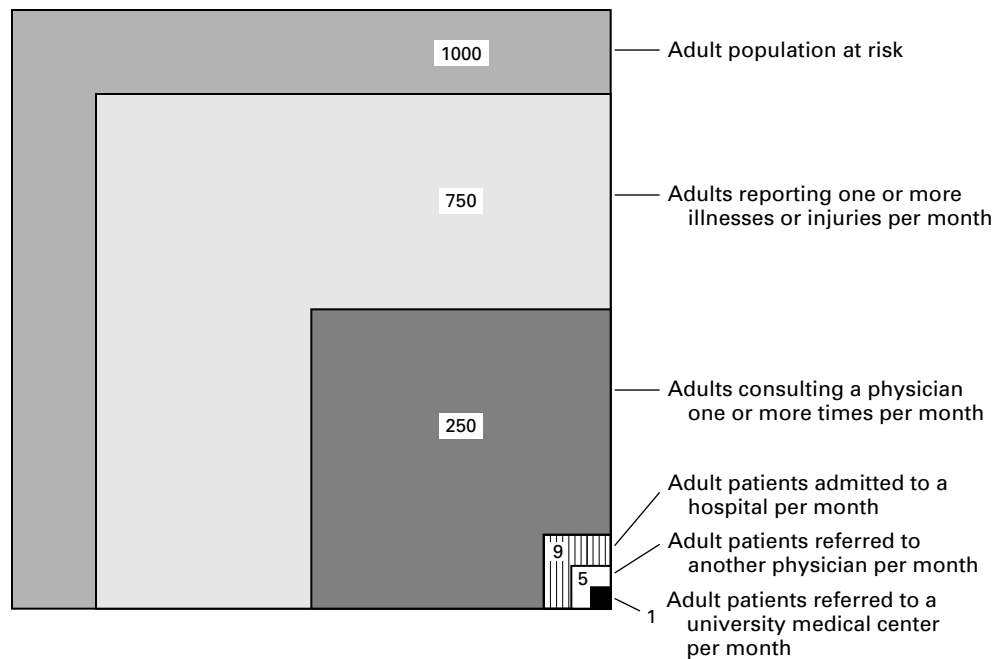 1000
Adult population at risk
750
Adults reporting one or more
illnesses or injuries per month
250
Adults consulting a physician
one or more times per month
Adult patients admitted to a
hospital per month
9
Adult patients referred to
another physician per month
5
1
Adult patients referred to a
university medical center
per month